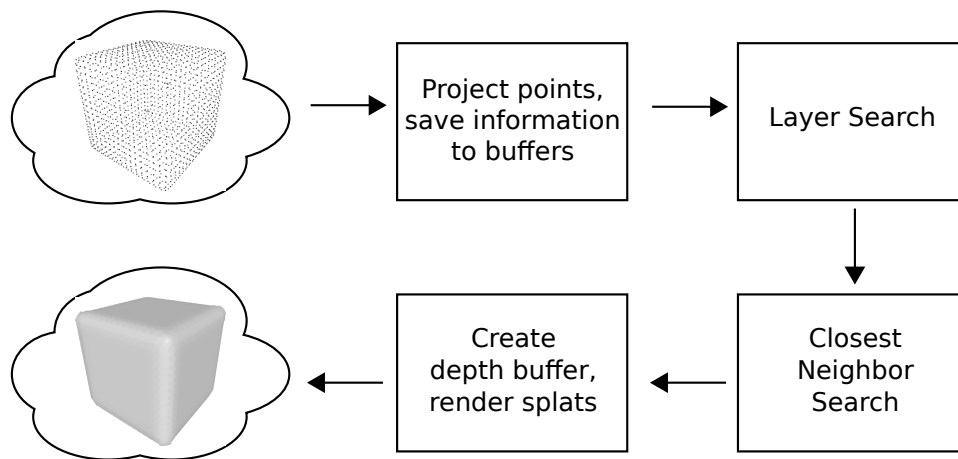 Project points,
save information
to buffers
Layer Search
Closest
Neighbor
Search
Create
depth buffer,
render splats